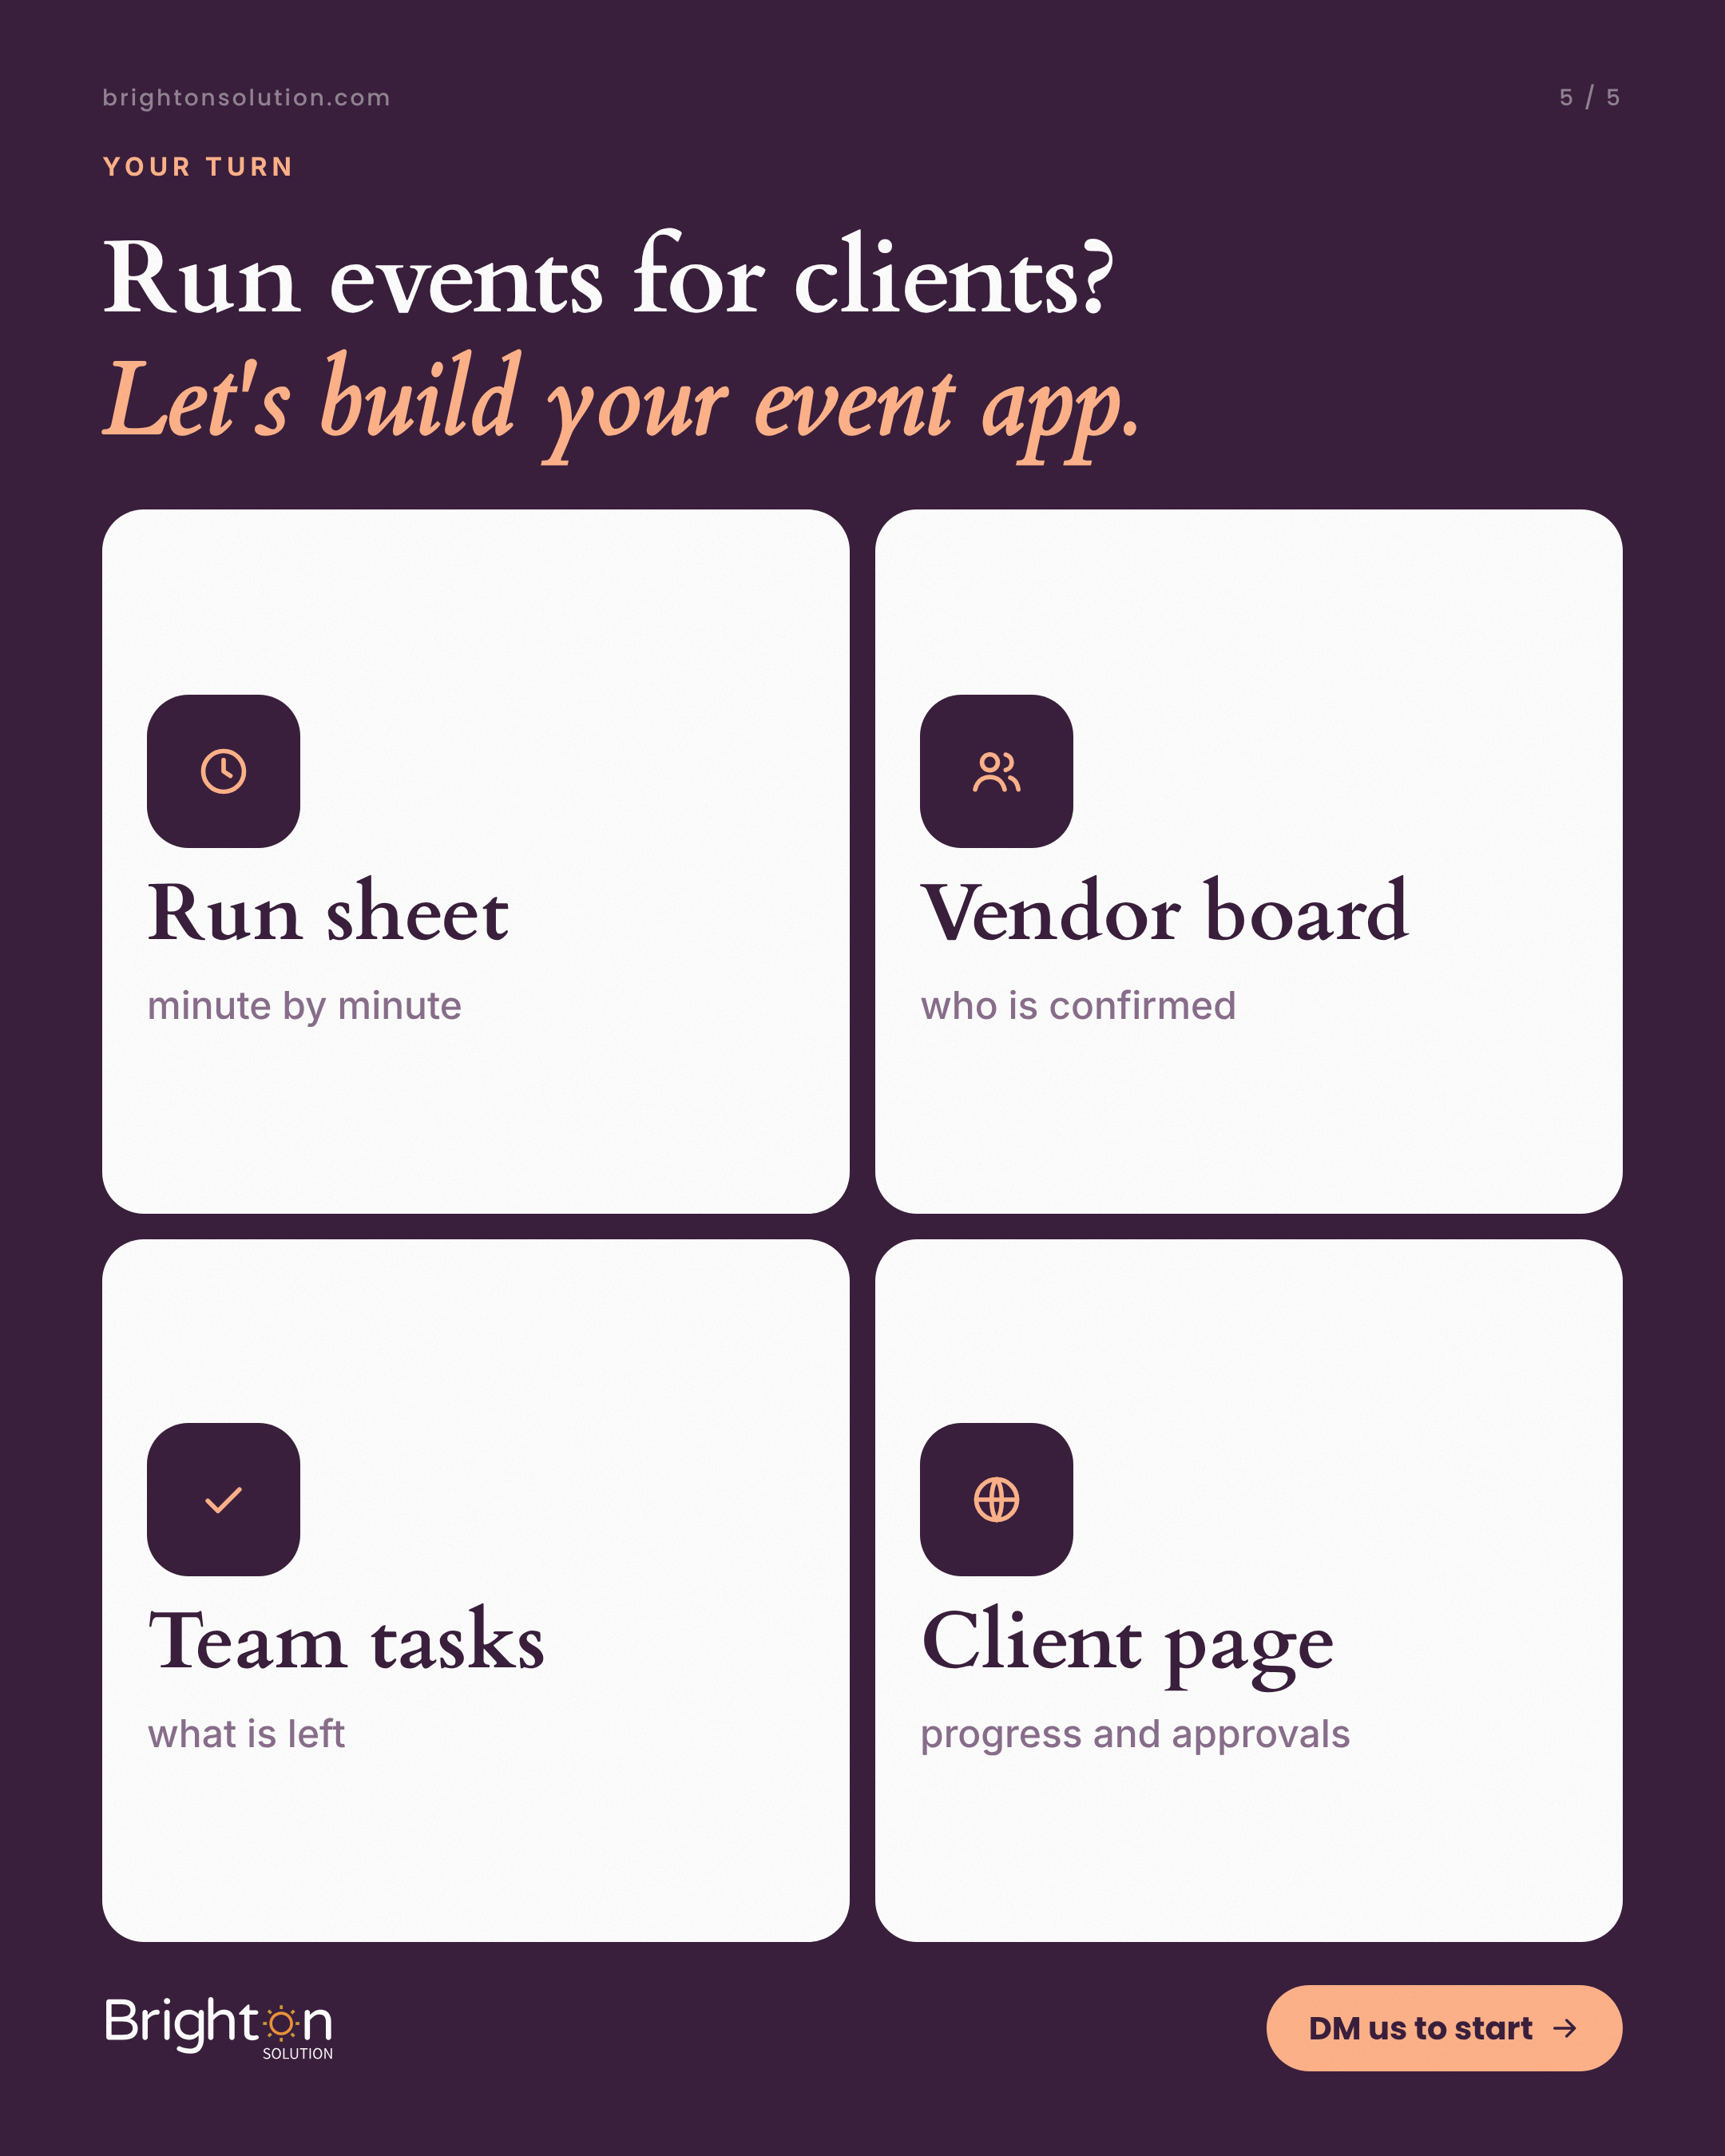 brightonsolution.com
5 / 5
YOUR TURN
Run events for clients?
Let's build your event app.
Run sheet
minute by minute
Vendor board
who is confirmed
Team tasks
what is left
Client page
progress and approvals
Brighton
SOLUTION
DM us to start →